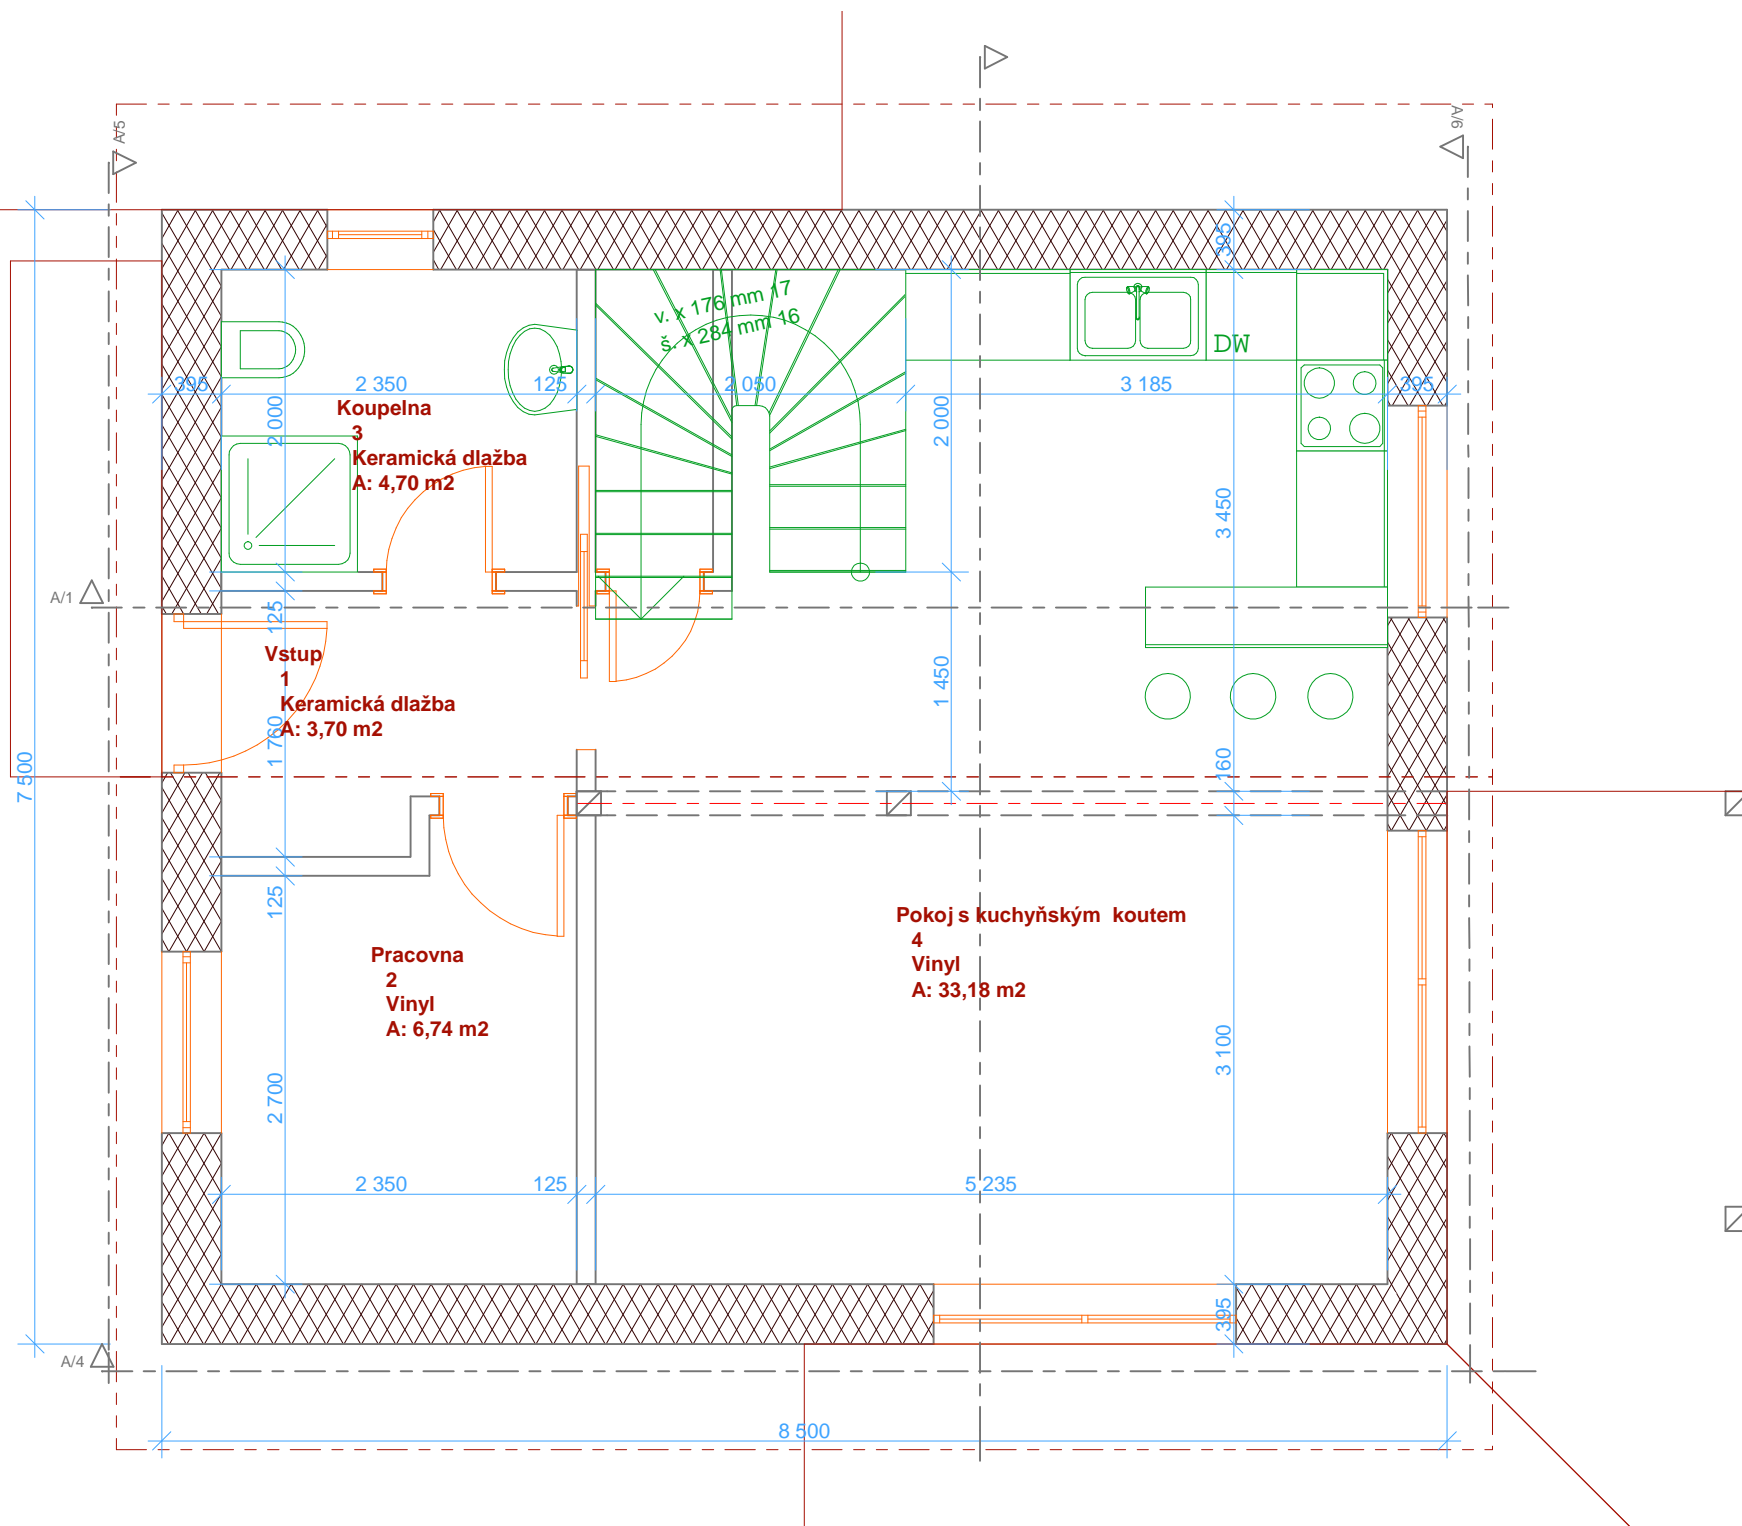 A/5
A/6
395
v. x 176 mm 17
š. x 284 mm 16
DW
395
2 350
125
2 050
3 185
395
Koupelna
3
Keramická dlažba
A: 4,70 m2
2 000
2 000
3 450
A/1
125
Vstup
1
Keramická dlažba
A: 3,70 m2
1 760
1 450
160
7 500
125
Pokoj s kuchyňským koutem
4
Vinyl
A: 33,18 m2
Pracovna
2
Vinyl
A: 6,74 m2
3 100
2 700
2 350
125
5 235
395
A/4
8 500